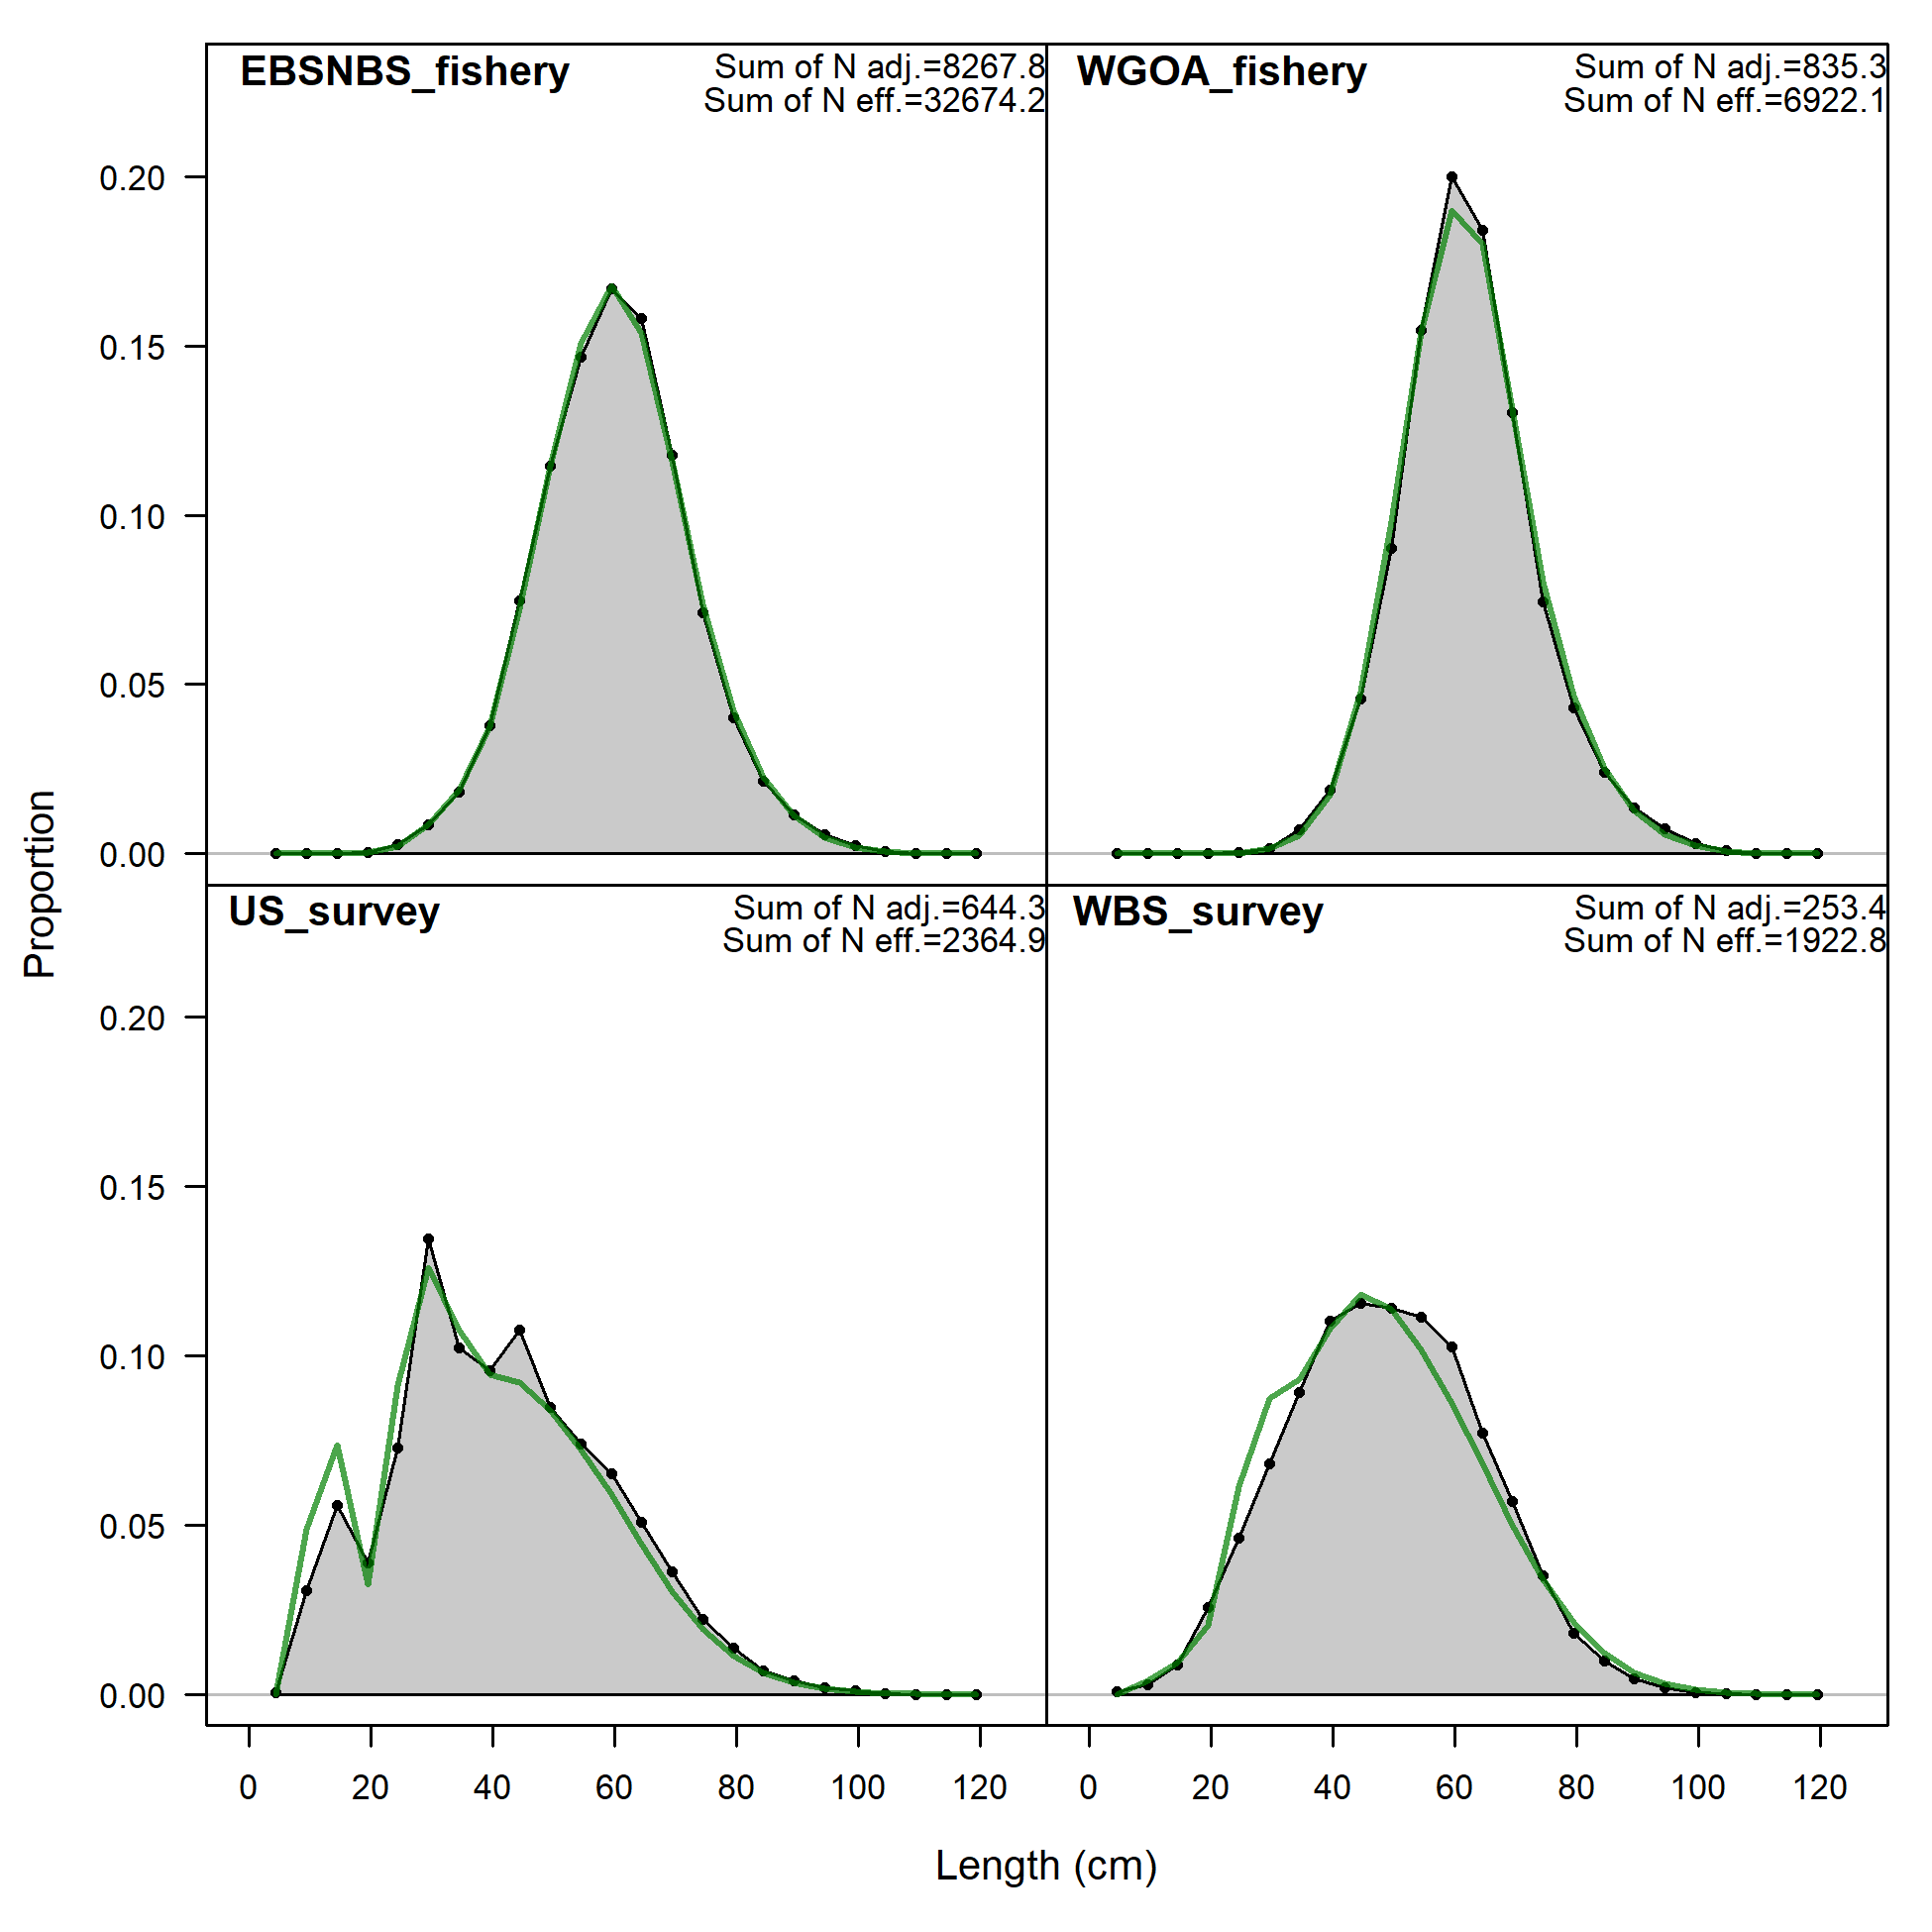 EBSNBS_fishery
Sum of N adj.=8267.8
Sum of N eff.=32674.2
WGOA_fishery
Sum of N adj.=835.3
Sum of N eff.=6922.1
0.20
0.15
0.10
0.05
0.00
US_survey
Sum of N adj.=644.3
Sum of N eff.=2364.9
WBS_survey
Sum of N adj.=253.4
Sum of N eff.=1922.8
0.20
0.15
0.10
0.05
0.00
Proportion
0 20 40 60 80 100 120
0 20 40 60 80 100 120
Length (cm)